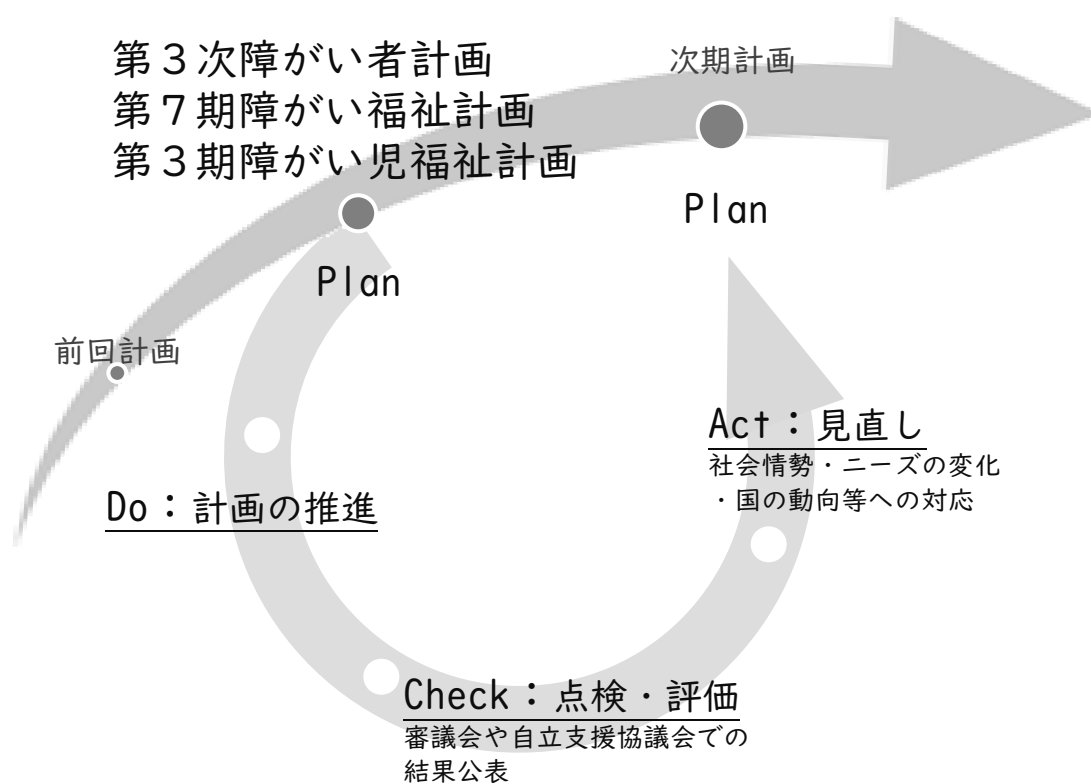 第３次障がい者計画
第７期障がい福祉計画
第３期障がい児福祉計画
次期計画
Plan
Plan
前回計画
Act：見直し
社会情勢・ニーズの変化
・国の動向等への対応
Do：計画の推進
Check：点検・評価
審議会や自立支援協議会での
結果公表